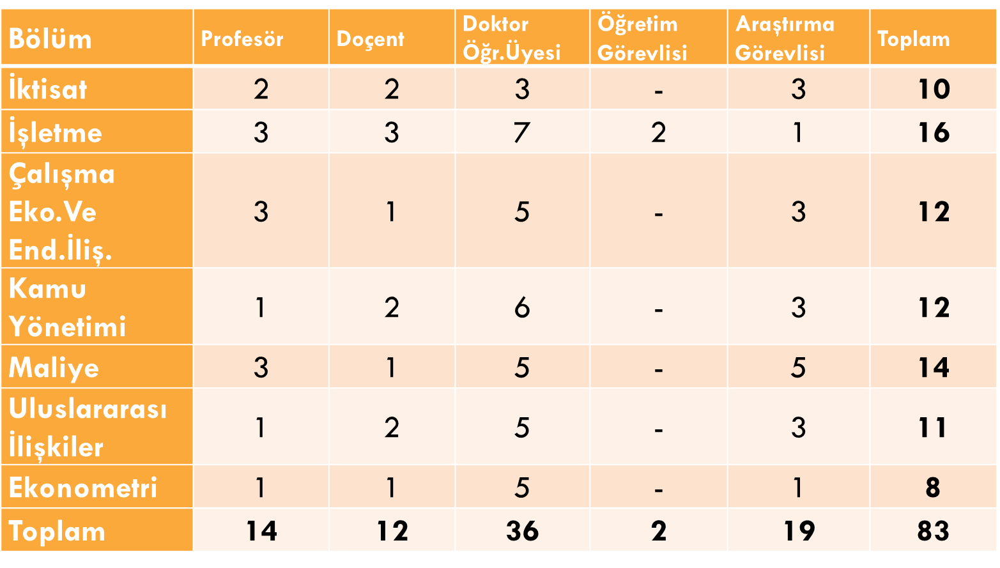 Bölüm Profesör Doçent Doktor Öğr.Üyesi Öğretim Görevlisi Araştırma Görevlisi Toplam
İktisat 2 2 3 - 3 10
İşletme 3 3 7 2 1 16
Çalışma
Eko.Ve
End.İliş. 3 1 5 - 3 12
Kamu
Yönetimi 1 2 6 - 3 12
Maliye 3 1 5 - 5 14
Uluslararası
İlişkiler 1 2 5 - 3 11
Ekonometri 1 1 5 - 1 8
Toplam 14 12 36 2 19 83